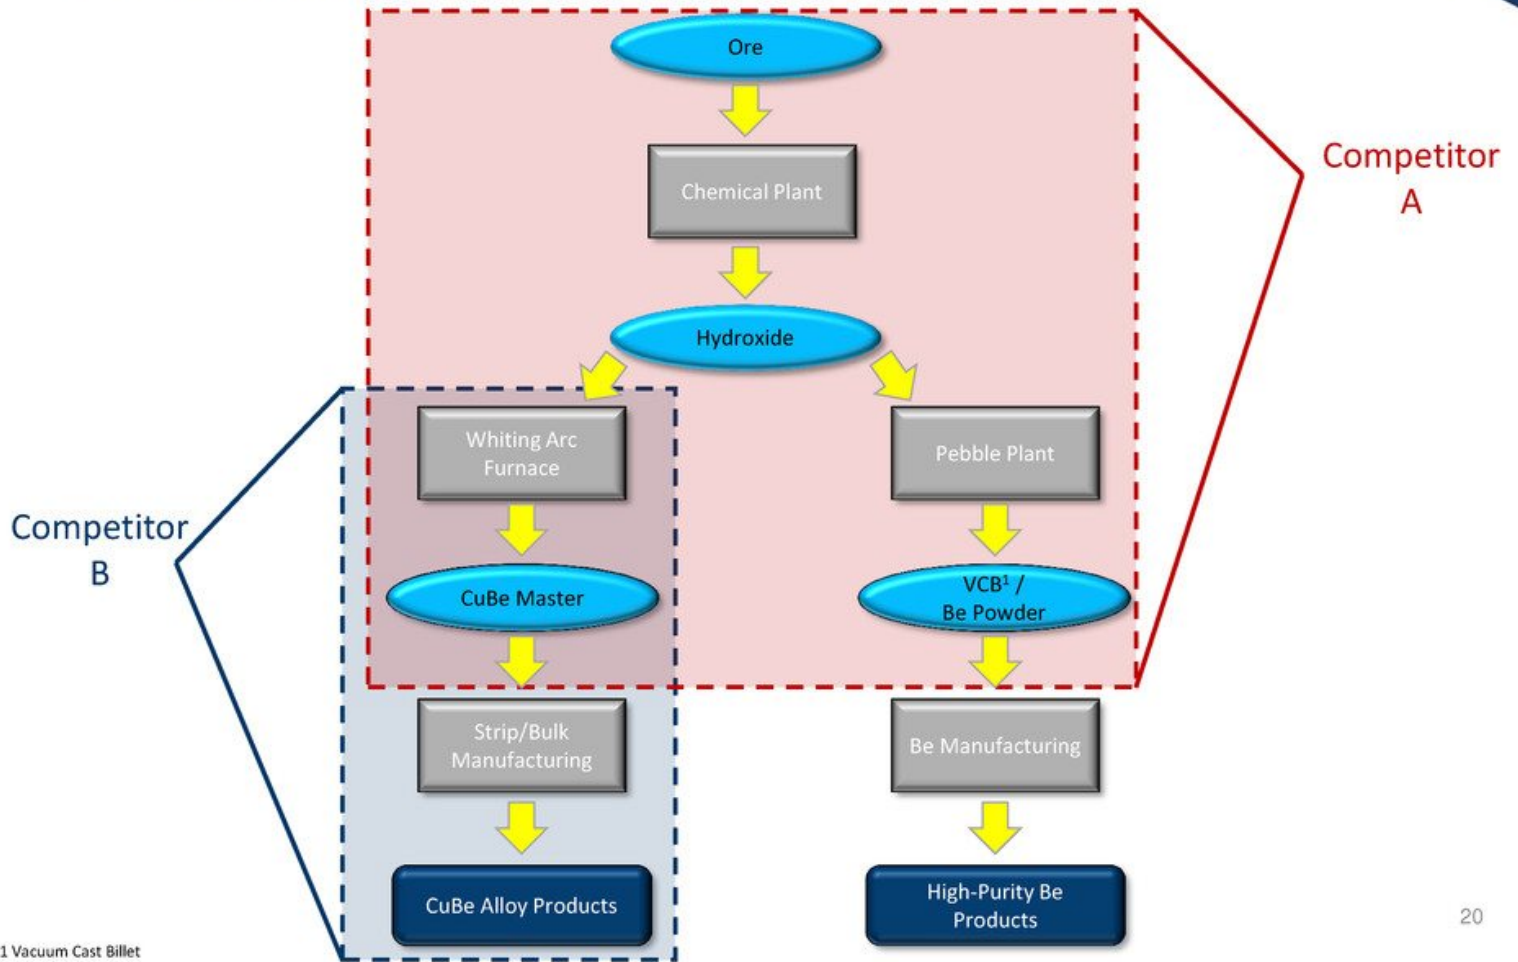 Ore
Chemical Plant
Competitor
A
Hydroxide
Whiting Arc
Furnace
Pebble Plant
Competitor
B
CuBe Master
VCB¹ /
Be Powder
Strip/Bulk
Manufacturing
Be Manufacturing
CuBe Alloy Products
High-Purity Be
Products
20
1 Vacuum Cast Billet